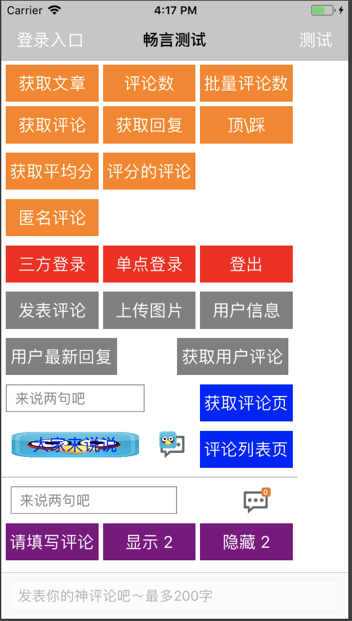 Carrier 4:17 PM
登录入口 畅言测试 测试
获取文章 评论数 批量评论数
获取评论 获取回复 顶\踩
获取平均分 评分的评论
匿名评论
三方登录 单点登录 登出
发表评论 上传图片 用户信息
用户最新回复 获取用户评论
来说两句吧 获取评论页
大家来说说 评论列表页
来说两句吧 0
请填写评论 显示 2 隐藏 2
发表你的神评论吧～最多200字